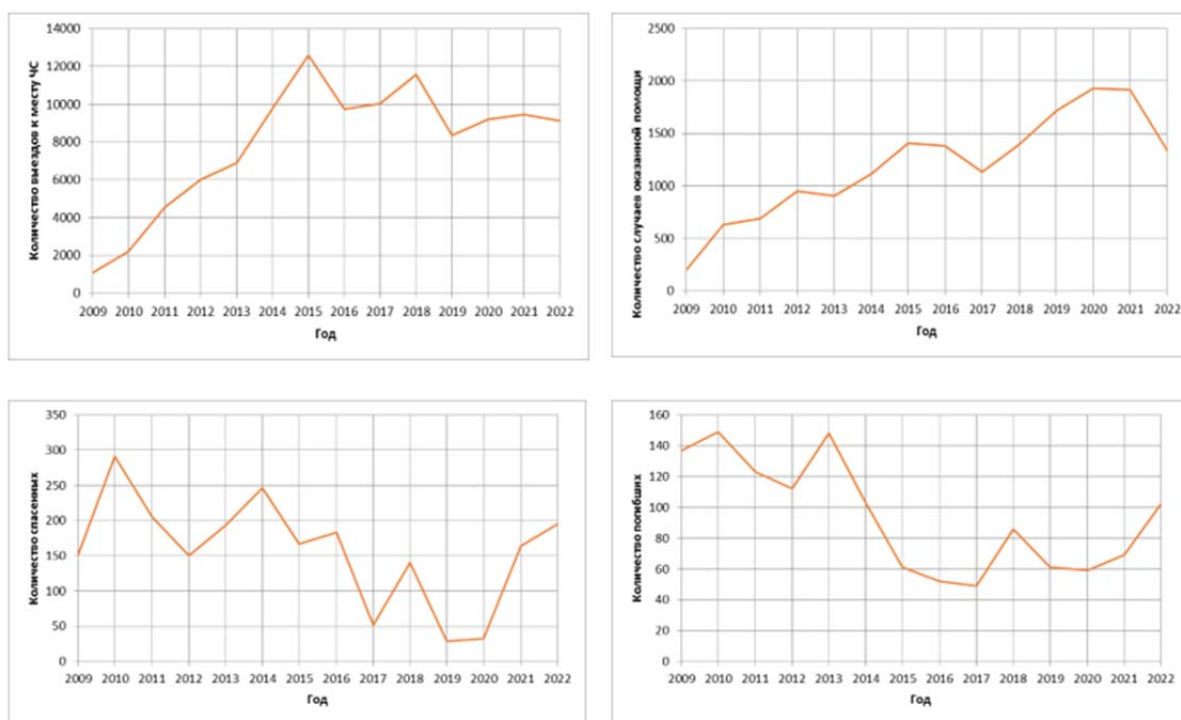 Количество выездов к месту ЧС
14000
12000
10000
8000
6000
4000
2000
0
2009 2010 2011 2012 2013 2014 2015 2016 2017 2018 2019 2020 2021 2022
Год
Количество случаев оказанной помощи
2500
2000
1500
1000
500
0
2009 2010 2011 2012 2013 2014 2015 2016 2017 2018 2019 2020 2021 2022
Год
Количество спасенных
350
300
250
200
150
100
50
0
2009 2010 2011 2012 2013 2014 2015 2016 2017 2018 2019 2020 2021 2022
Год
Количество погибших
160
140
120
100
80
60
40
20
0
2009 2010 2011 2012 2013 2014 2015 2016 2017 2018 2019 2020 2021 2022
Год